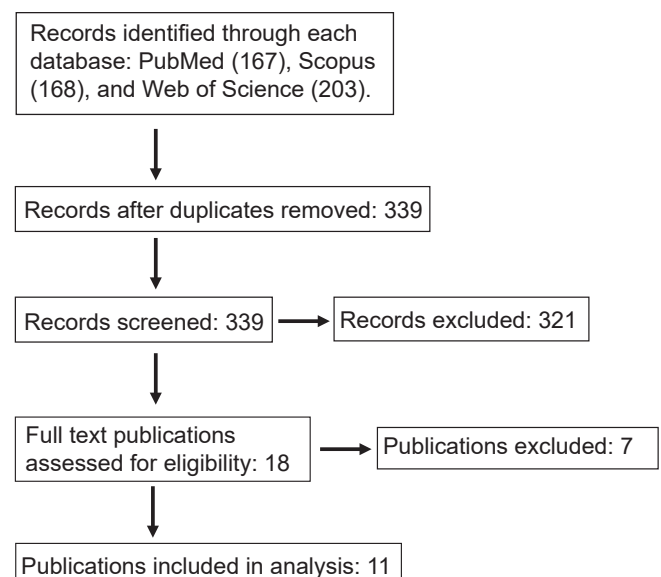 Records identified through each
database: PubMed (167), Scopus
(168), and Web of Science (203).
Records after duplicates removed: 339
Records screened: 339
Records excluded: 321
Full text publications
assessed for eligibility: 18
Publications excluded: 7
Publications included in analysis: 11